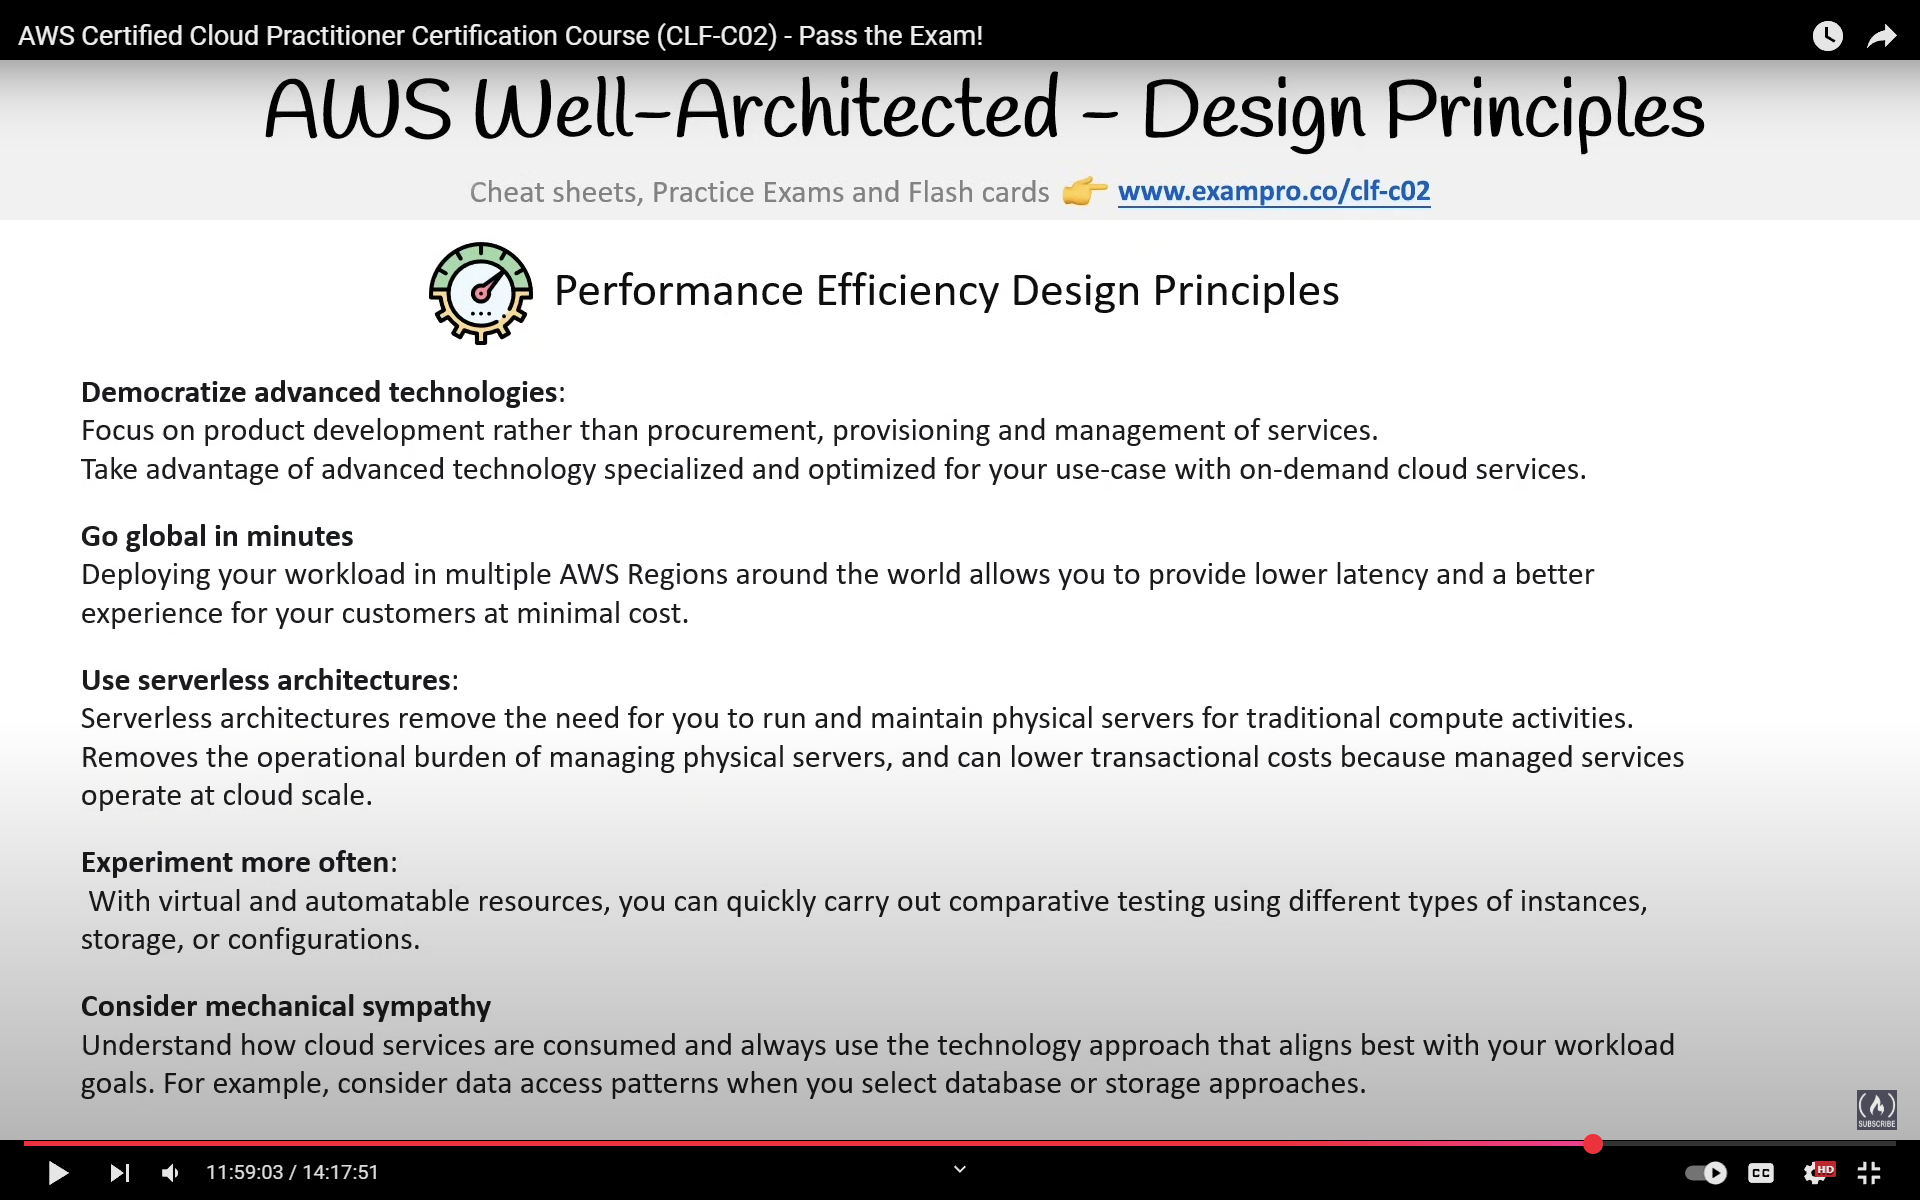 AWS Certified Cloud Practitioner Certification Course (CLF-C02) - Pass the Exam!
AWS Well-Architected - Design Principles
Cheat sheets, Practice Exams and Flash cards 👉 www.exampro.co/clf-c02
Performance Efficiency Design Principles
Democratize advanced technologies:
Focus on product development rather than procurement, provisioning and management of services.
Take advantage of advanced technology specialized and optimized for your use-case with on-demand cloud services.
Go global in minutes
Deploying your workload in multiple AWS Regions around the world allows you to provide lower latency and a better
experience for your customers at minimal cost.
Use serverless architectures:
Serverless architectures remove the need for you to run and maintain physical servers for traditional compute activities.
Removes the operational burden of managing physical servers, and can lower transactional costs because managed services
operate at cloud scale.
Experiment more often:
With virtual and automatable resources, you can quickly carry out comparative testing using different types of instances,
storage, or configurations.
Consider mechanical sympathy
Understand how cloud services are consumed and always use the technology approach that aligns best with your workload
goals. For example, consider data access patterns when you select database or storage approaches.
SUBSCRIBE
11:59:03 / 14:17:51
CC
HD